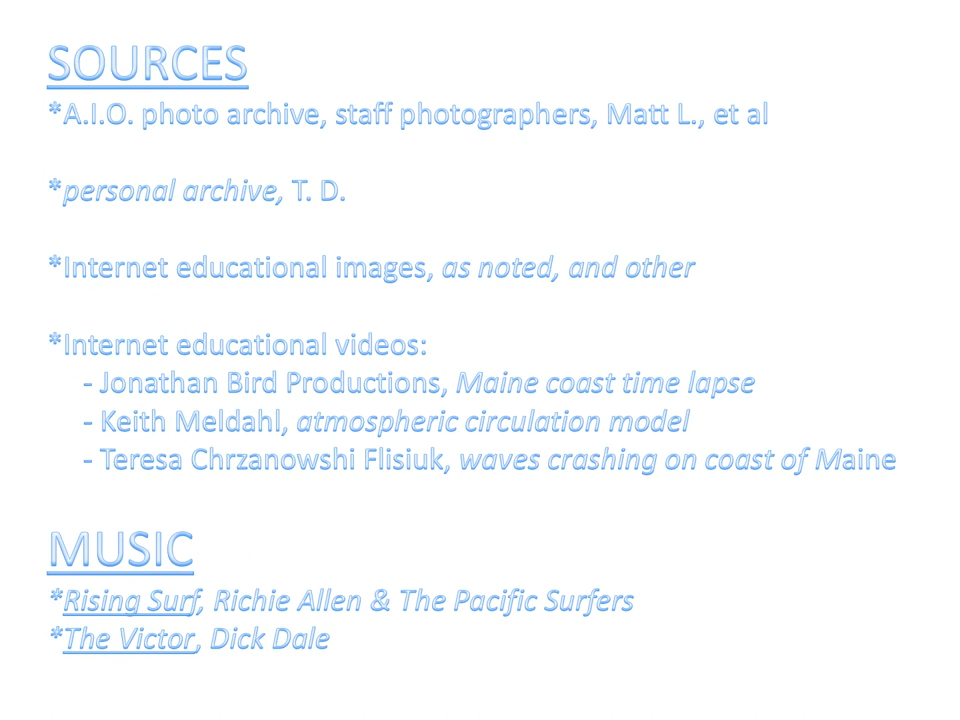 SOURCES
*A.I.O. photo archive, staff photographers, Matt L., et al
*personal archive, T. D.
*Internet educational images, as noted, and other
*Internet educational videos:
- Jonathan Bird Productions, Maine coast time lapse
- Keith Meldahl, atmospheric circulation model
- Teresa Chrzanowshi Flisiuk, waves crashing on coast of Maine
MUSIC
*Rising Surf, Richie Allen & The Pacific Surfers
*The Victor, Dick Dale